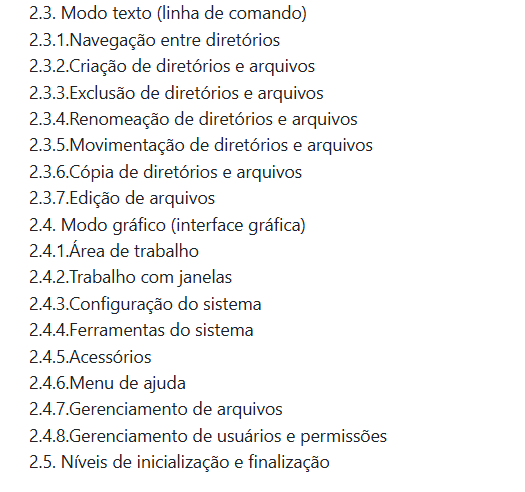 2.3. Modo texto (linha de comando)
2.3.1.Navegação entre diretórios
2.3.2.Criação de diretórios e arquivos
2.3.3.Exclusão de diretórios e arquivos
2.3.4.Renomeação de diretórios e arquivos
2.3.5.Movimentação de diretórios e arquivos
2.3.6.Cópia de diretórios e arquivos
2.3.7.Edição de arquivos
2.4. Modo gráfico (interface gráfica)
2.4.1.Área de trabalho
2.4.2.Trabalho com janelas
2.4.3.Configuração do sistema
2.4.4.Ferramentas do sistema
2.4.5.Acessórios
2.4.6.Menu de ajuda
2.4.7.Gerenciamento de arquivos
2.4.8.Gerenciamento de usuários e permissões
2.5. Níveis de inicialização e finalização